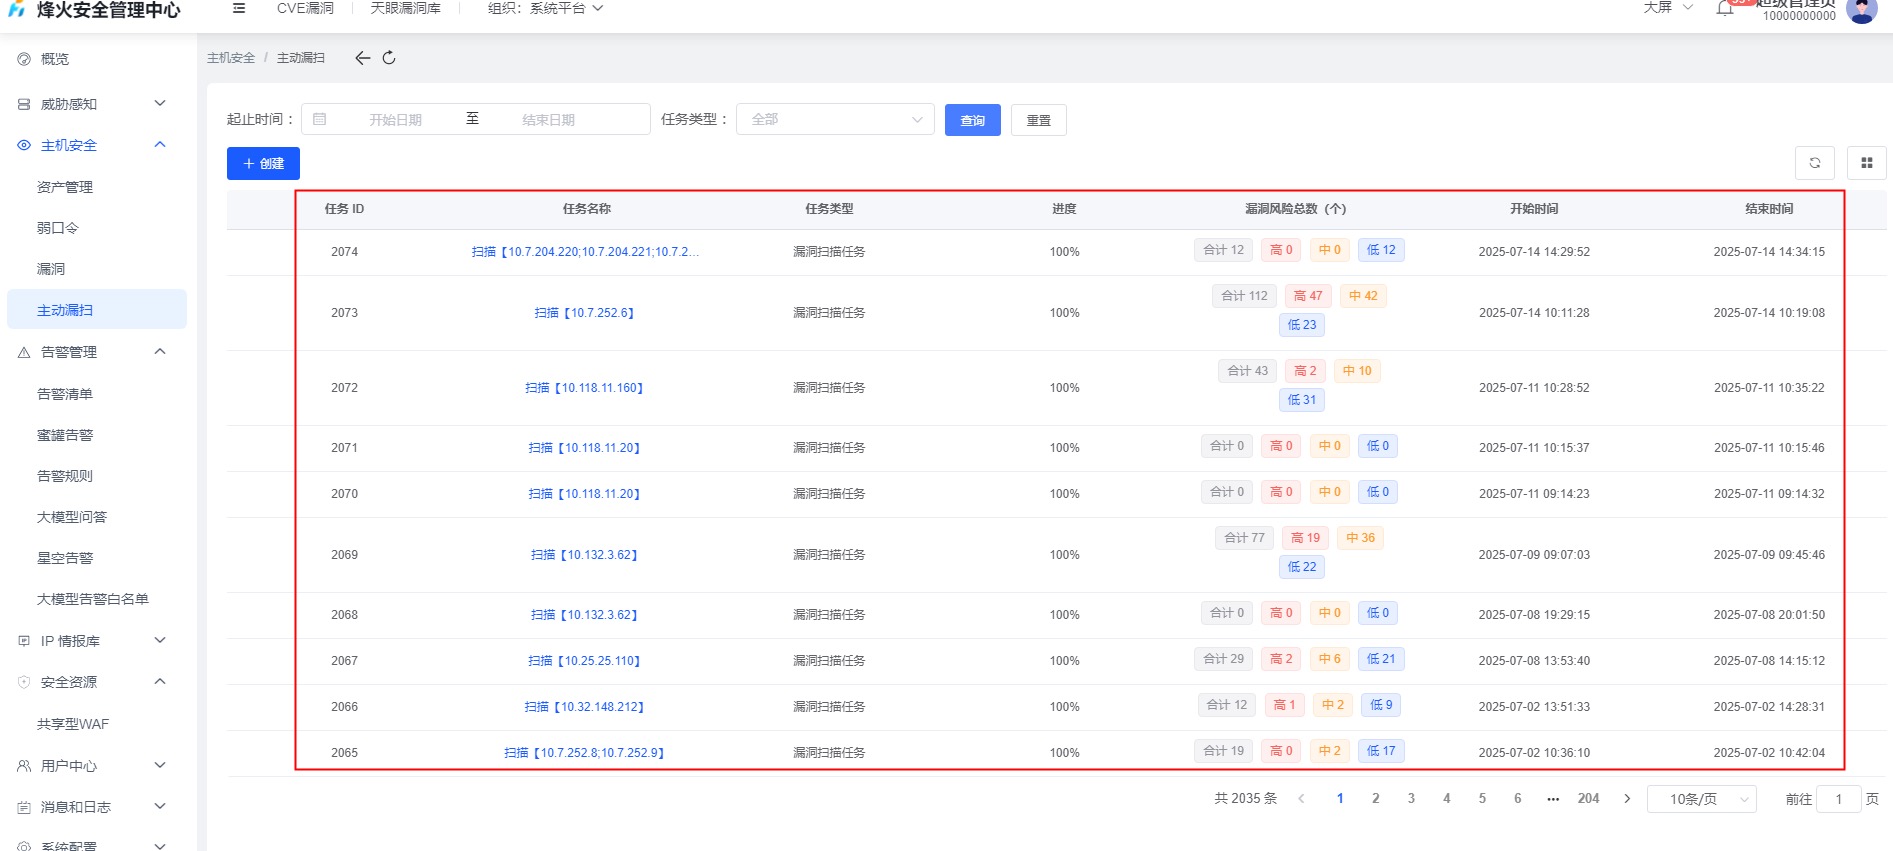 烽火安全管理中心
CVE漏洞
天眼漏洞库
组织：系统平台
大屏
超级管理员
10000000000
概览
威胁感知
主机安全
资产管理
弱口令
漏洞
主动漏扫
告警管理
告警清单
蜜罐告警
告警规则
大模型问答
星空告警
大模型告警白名单
IP 情报库
安全资源
共享型WAF
用户中心
消息和日志
系统配置
主机安全 / 主动漏扫
起止时间： 开始日期 至 结束日期 任务类型： 全部 查询 重置
创建
任务 ID 任务名称 任务类型 进度 漏洞风险总数（个） 开始时间 结束时间
2074 扫描【10.7.204.220;10.7.204.221;10.7.2... 漏洞扫描任务 100% 合计 12 高 0 中 0 低 12 2025-07-14 14:29:52 2025-07-14 14:34:15
2073 扫描【10.7.252.6】 漏洞扫描任务 100% 合计 112 高 47 中 42 低 23 2025-07-14 10:11:28 2025-07-14 10:19:08
2072 扫描【10.118.11.160】 漏洞扫描任务 100% 合计 43 高 2 中 10 低 31 2025-07-11 10:28:52 2025-07-11 10:35:22
2071 扫描【10.118.11.20】 漏洞扫描任务 100% 合计 0 高 0 中 0 低 0 2025-07-11 10:15:37 2025-07-11 10:15:46
2070 扫描【10.118.11.20】 漏洞扫描任务 100% 合计 0 高 0 中 0 低 0 2025-07-11 09:14:23 2025-07-11 09:14:32
2069 扫描【10.132.3.62】 漏洞扫描任务 100% 合计 77 高 19 中 36 低 22 2025-07-09 09:07:03 2025-07-09 09:45:46
2068 扫描【10.132.3.62】 漏洞扫描任务 100% 合计 0 高 0 中 0 低 0 2025-07-08 19:29:15 2025-07-08 20:01:50
2067 扫描【10.25.25.110】 漏洞扫描任务 100% 合计 29 高 2 中 6 低 21 2025-07-08 13:53:40 2025-07-08 14:15:12
2066 扫描【10.32.148.212】 漏洞扫描任务 100% 合计 12 高 1 中 2 低 9 2025-07-02 13:51:33 2025-07-02 14:28:31
2065 扫描【10.7.252.8;10.7.252.9】 漏洞扫描任务 100% 合计 19 高 0 中 2 低 17 2025-07-02 10:36:10 2025-07-02 10:42:04
共 2035 条 1 2 3 4 5 6 ... 204 10条/页 前往 1 页